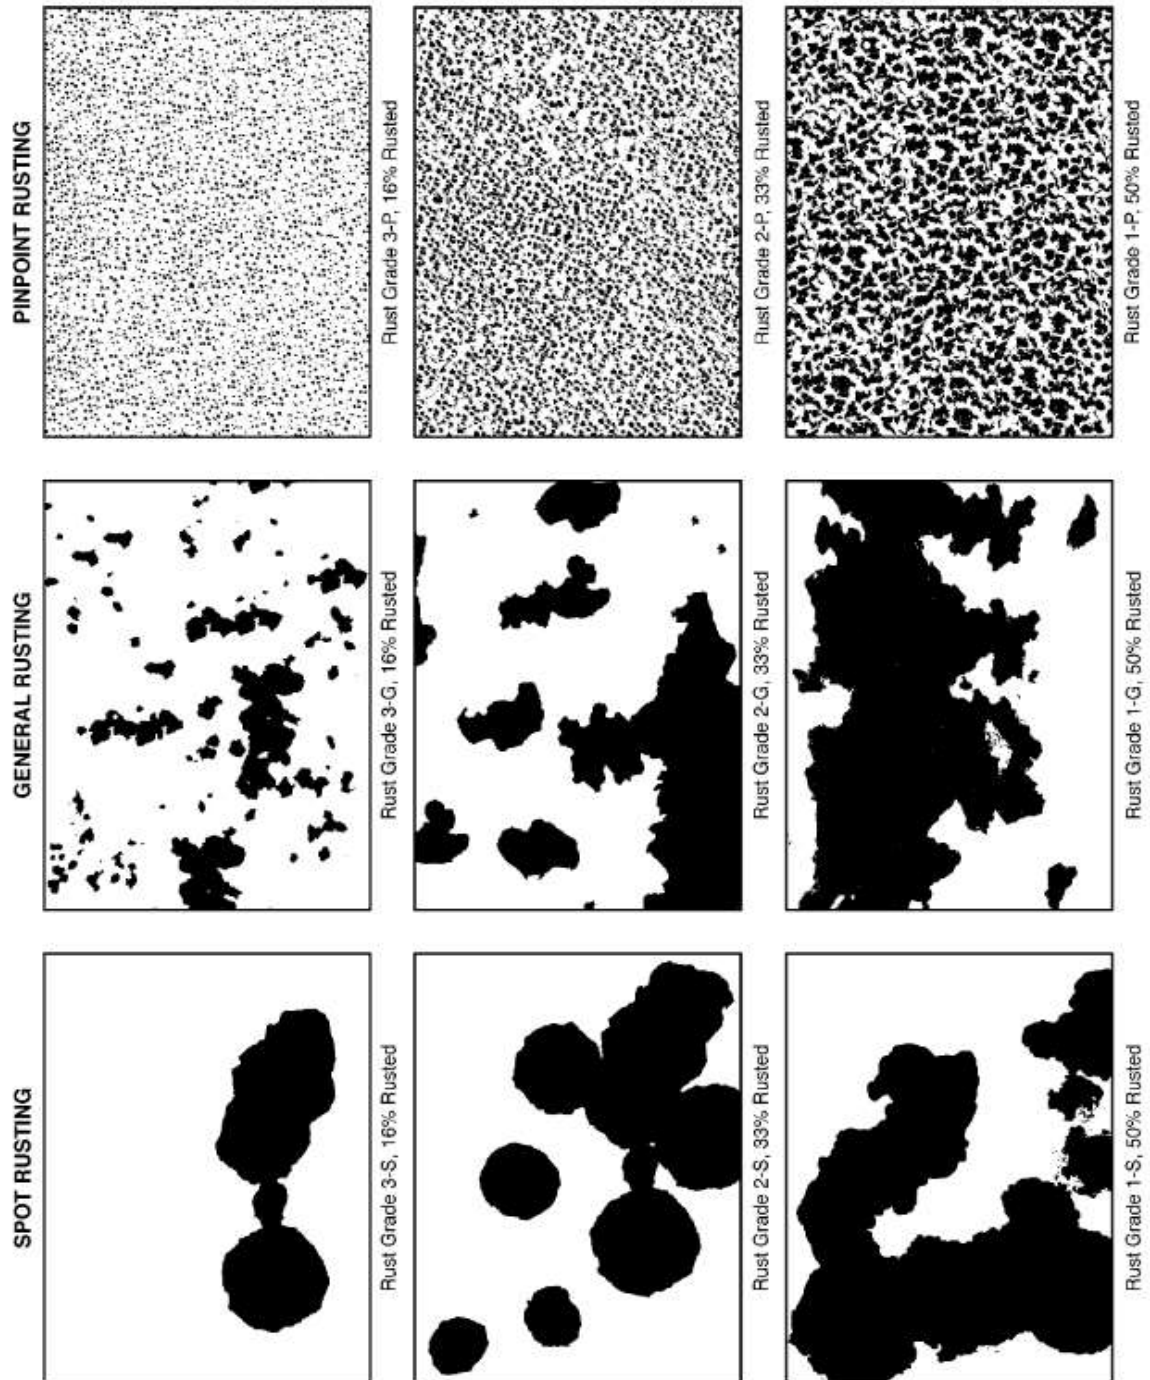 SPOT RUSTING
GENERAL RUSTING
PINPOINT RUSTING
Rust Grade 3-S, 16% Rusted
Rust Grade 3-G, 16% Rusted
Rust Grade 3-P, 16% Rusted
Rust Grade 2-S, 33% Rusted
Rust Grade 2-G, 33% Rusted
Rust Grade 2-P, 33% Rusted
Rust Grade 1-S, 50% Rusted
Rust Grade 1-G, 50% Rusted
Rust Grade 1-P, 50% Rusted